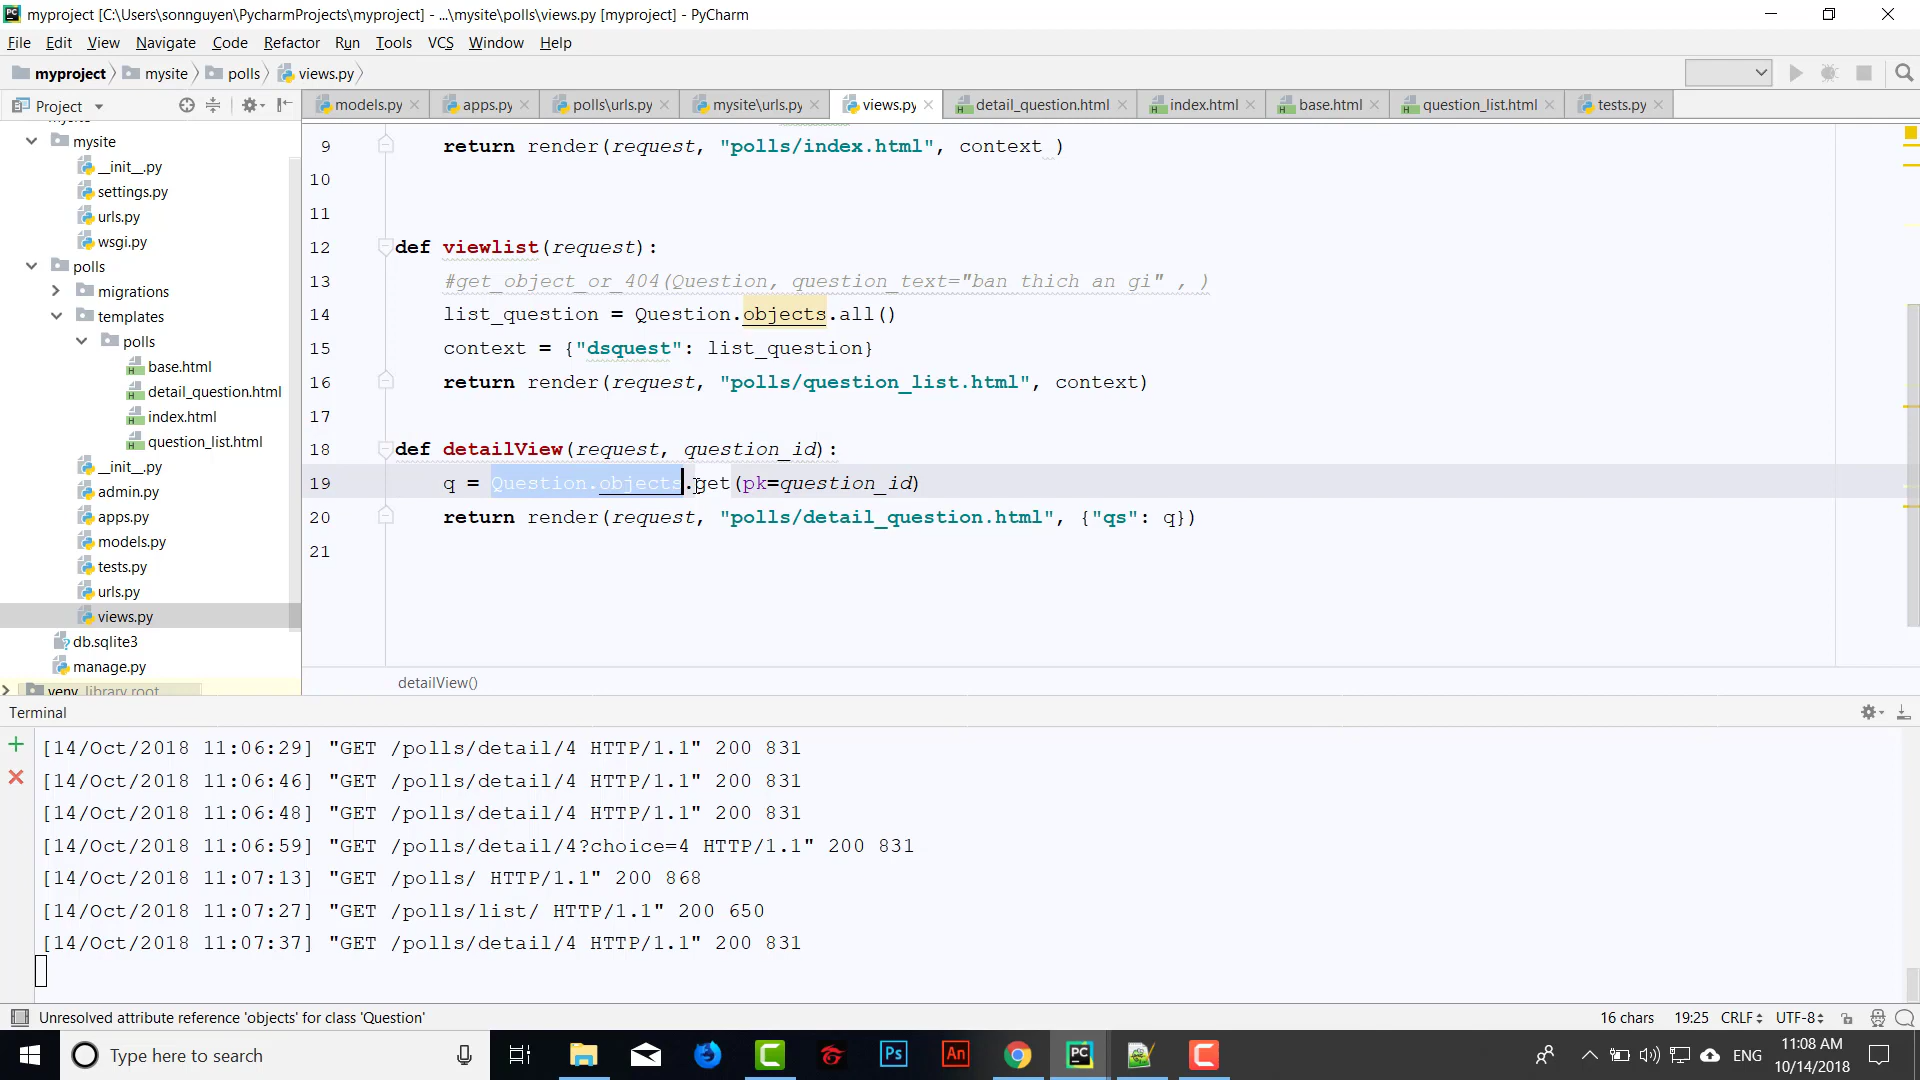 myproject [C:\Users\sonnguyen\PycharmProjects\myproject] - ...\mysite\polls\views.py [myproject] - PyCharm
File Edit View Navigate Code Refactor Run Tools VCS Window Help
myproject mysite polls views.py
Project
models.py apps.py polls\urls.py mysite\urls.py views.py detail_question.html index.html base.html question_list.html tests.py
mysite
__init__.py
settings.py
urls.py
wsgi.py
polls
migrations
templates
polls
base.html
detail_question.html
index.html
question_list.html
__init__.py
admin.py
apps.py
models.py
tests.py
urls.py
views.py
db.sqlite3
manage.py
venv library root
9 return render(request, "polls/index.html", context )
10
11
12 def viewlist(request):
13 #get_object_or_404(Question, question_text="ban thich an gi" , )
14 list_question = Question.objects.all()
15 context = {"dsquest": list_question}
16 return render(request, "polls/question_list.html", context)
17
18 def detailView(request, question_id):
19 q = Question.objects.get(pk=question_id)
20 return render(request, "polls/detail_question.html", {"qs": q})
21
detailView()
Terminal
[14/Oct/2018 11:06:29] "GET /polls/detail/4 HTTP/1.1" 200 831
[14/Oct/2018 11:06:46] "GET /polls/detail/4 HTTP/1.1" 200 831
[14/Oct/2018 11:06:48] "GET /polls/detail/4 HTTP/1.1" 200 831
[14/Oct/2018 11:06:59] "GET /polls/detail/4?choice=4 HTTP/1.1" 200 831
[14/Oct/2018 11:07:13] "GET /polls/ HTTP/1.1" 200 868
[14/Oct/2018 11:07:27] "GET /polls/list/ HTTP/1.1" 200 650
[14/Oct/2018 11:07:37] "GET /polls/detail/4 HTTP/1.1" 200 831
Unresolved attribute reference 'objects' for class 'Question' 16 chars 19:25 CRLF UTF-8
Type here to search Ps An PC ENG 11:08 AM
10/14/2018